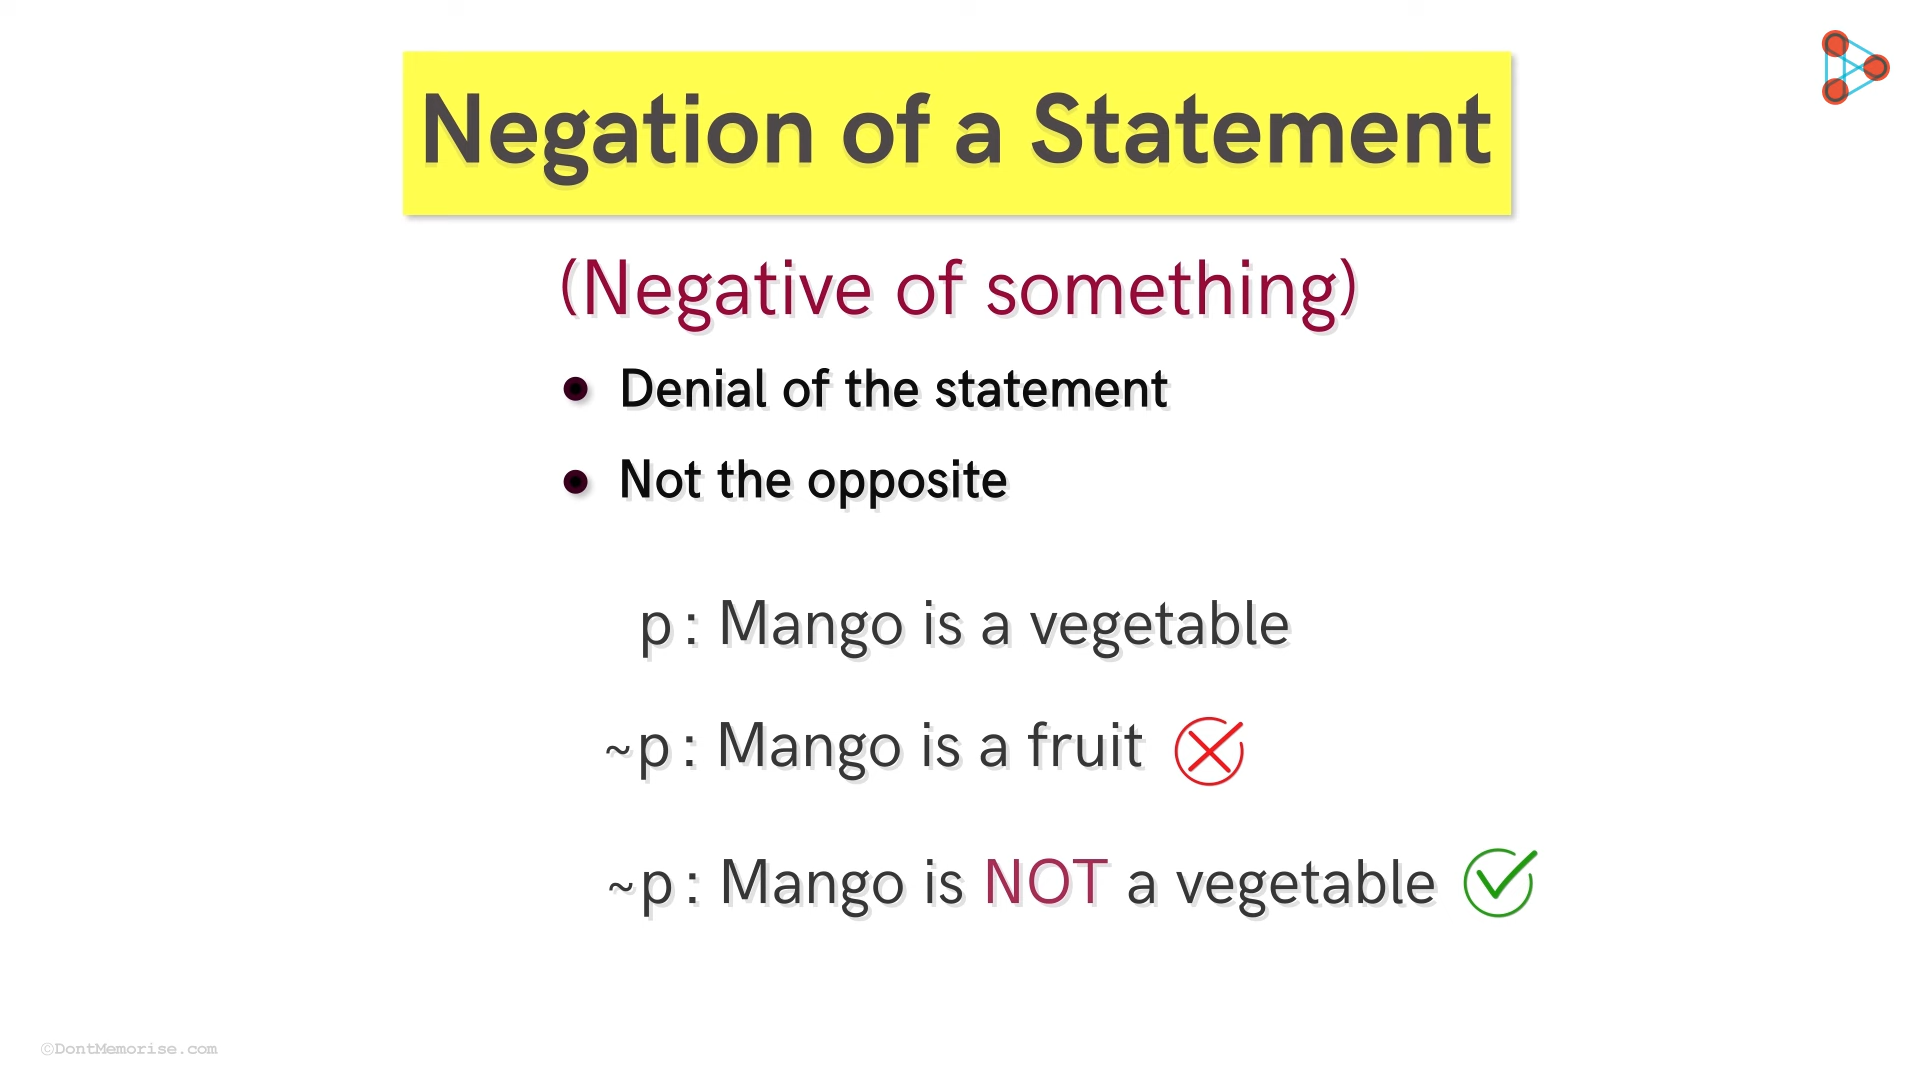 Negation of a Statement
(Negative of something)
Denial of the statement
Not the opposite
p : Mango is a vegetable
~p : Mango is a fruit
~p : Mango is NOT a vegetable
©DontMemorise.com